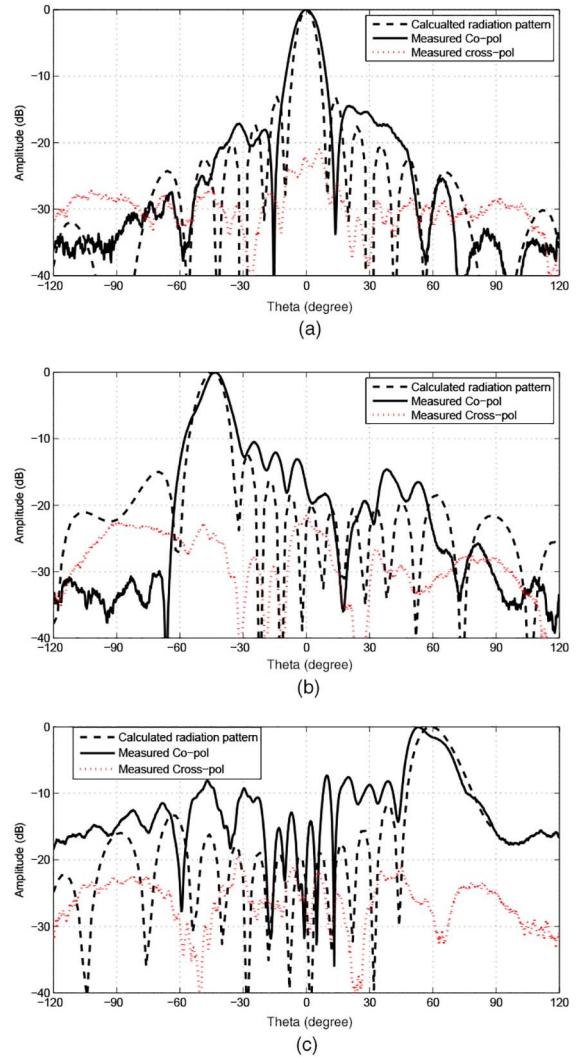 0
−10
−20
−30
−40
Amplitude (dB)
−120 −90 −60 −30 0 30 60 90 120
Theta (degree)
Calcualted radiation pattern
Measured Co-pol
Measured cross-pol
(a)
0
−10
−20
−30
−40
Amplitude (dB)
−120 −90 −60 −30 0 30 60 90 120
Theta (degree)
Calculated radiation pattern
Measured Co-pol
Measured Cross-pol
(b)
0
−10
−20
−30
−40
Amplitude (dB)
−120 −90 −60 −30 0 30 60 90 120
Theta (degree)
Calculated radiation pattern
Measured Co-pol
Measured Cross-pol
(c)